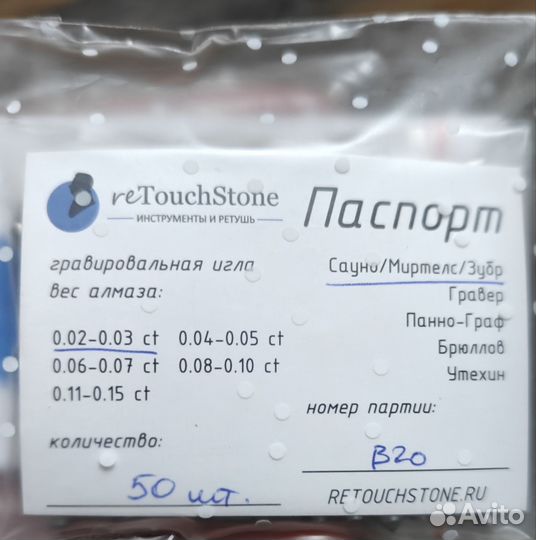 reTouchStone
ИНСТРУМЕНТЫ И РЕТУШЬ
Паспорт
гравировальная игла
вес алмаза:
0.02-0.03 ct 0.04-0.05 ct
0.06-0.07 ct 0.08-0.10 ct
0.11-0.15 ct
Сауно/Миртелс/Зубр
Гравер
Панно-Граф
Брюллов
Утехин
количество:
50 шт.
номер партии:
B20
RETOUCHSTONE.RU
Avito